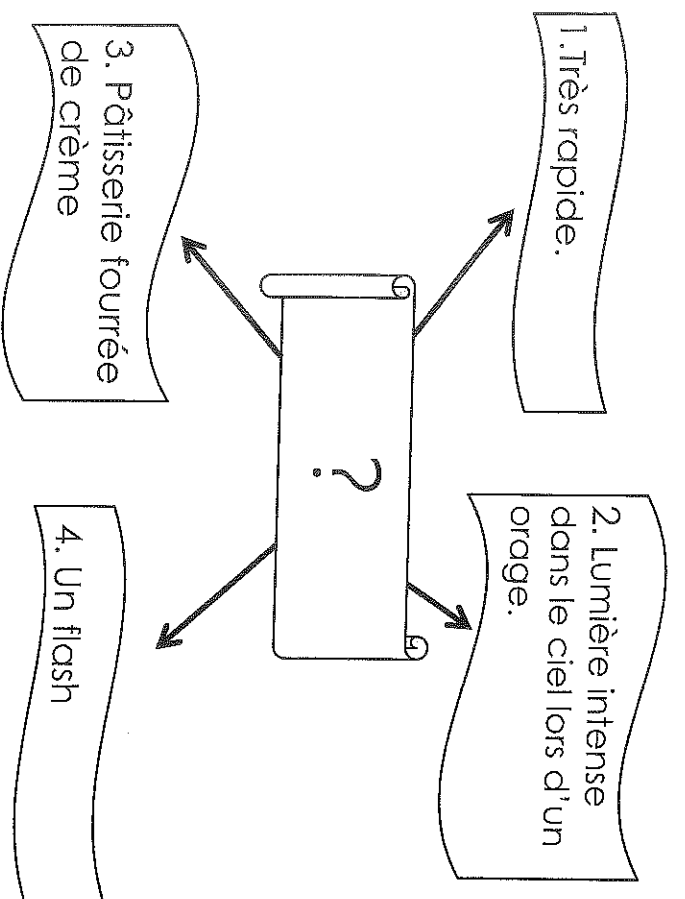 1.Très rapide.
2. Lumière intense
dans le ciel lors d'un
orage.
?
3. Pâtisserie fourrée
de crème
4. Un flash